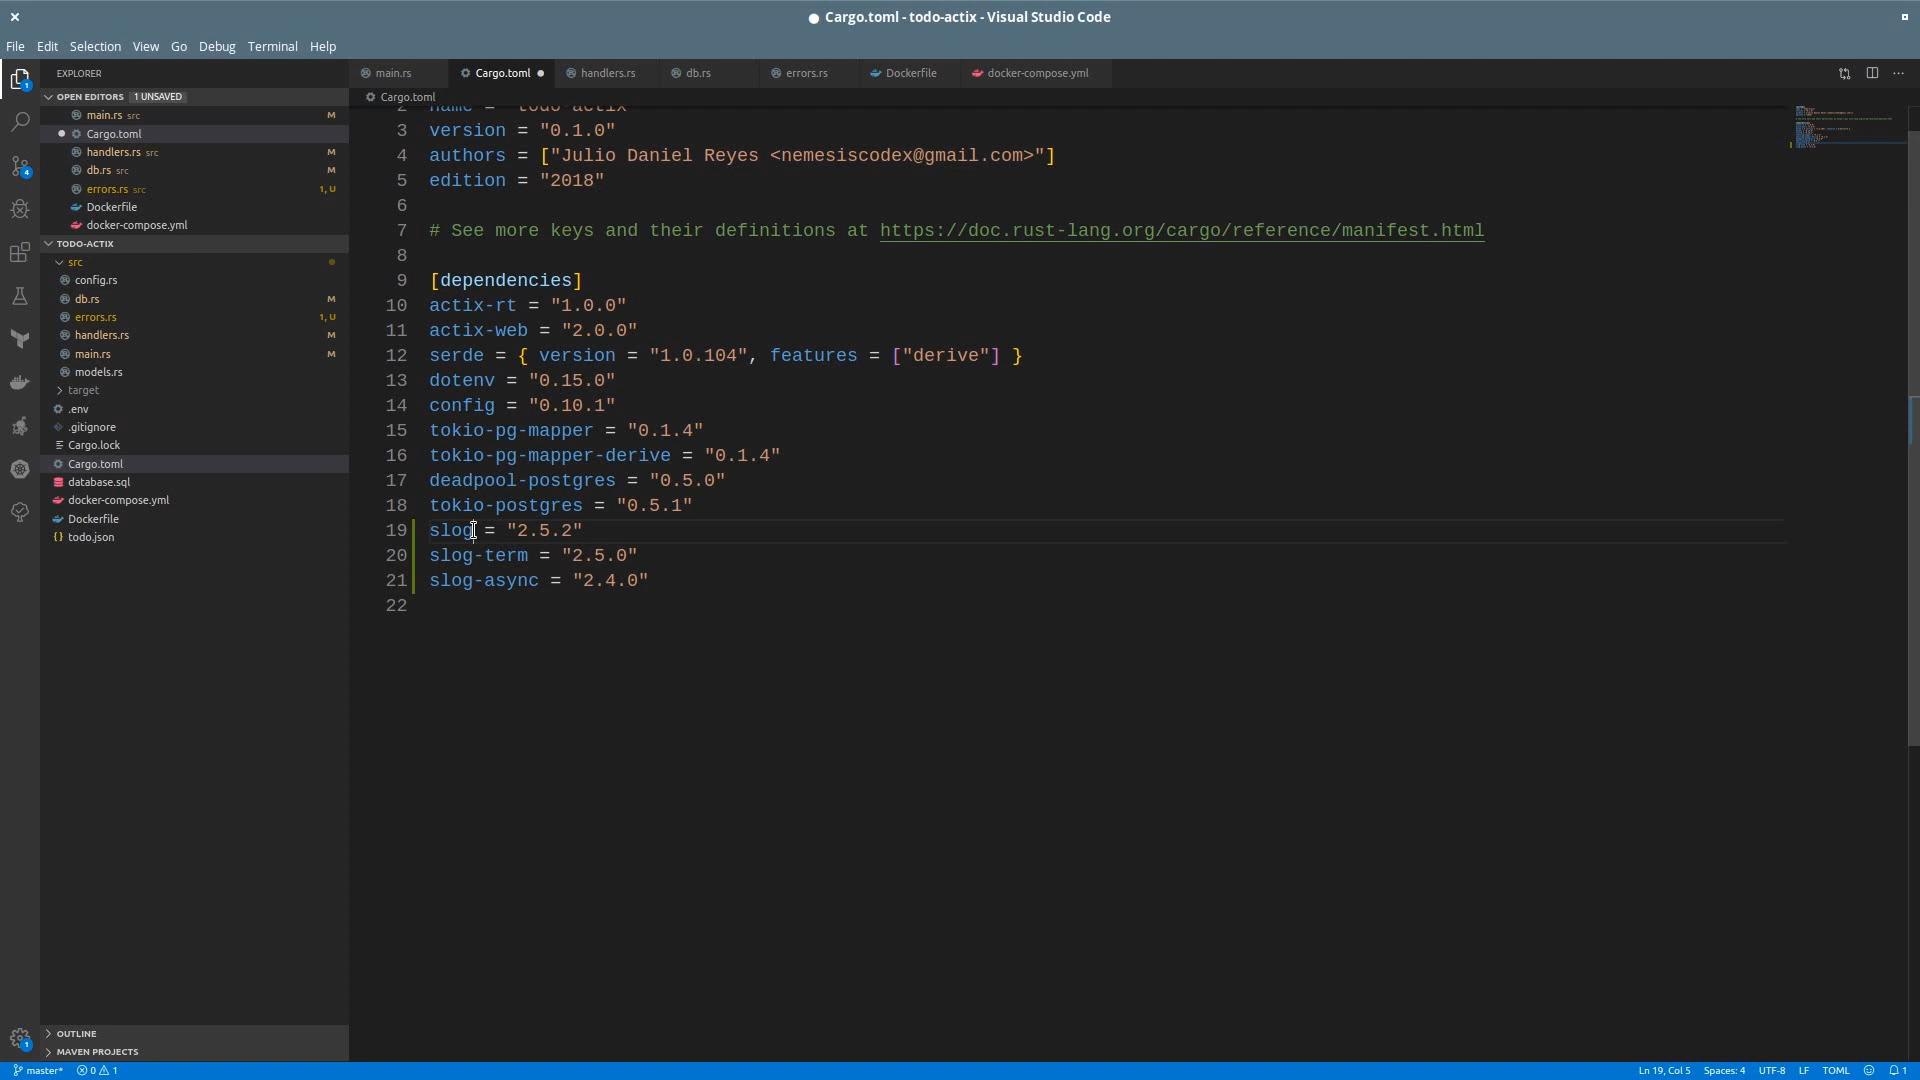 Cargo.toml - todo-actix - Visual Studio Code
File Edit Selection View Go Debug Terminal Help
EXPLORER
OPEN EDITORS 1 UNSAVED
main.rs src M
Cargo.toml
handlers.rs src M
db.rs src M
errors.rs src 1, U
Dockerfile
docker-compose.yml
TODO-ACTIX
src
config.rs
db.rs M
errors.rs 1, U
handlers.rs M
main.rs M
models.rs
target
.env
.gitignore
Cargo.lock
Cargo.toml
database.sql
docker-compose.yml
Dockerfile
todo.json
OUTLINE
MAVEN PROJECTS
main.rs Cargo.toml handlers.rs db.rs errors.rs Dockerfile docker-compose.yml
Cargo.toml
2 name = "todo-actix"
3 version = "0.1.0"
4 authors = ["Julio Daniel Reyes <nemesiscodex@gmail.com>"]
5 edition = "2018"
6
7 # See more keys and their definitions at https://doc.rust-lang.org/cargo/reference/manifest.html
8
9 [dependencies]
10 actix-rt = "1.0.0"
11 actix-web = "2.0.0"
12 serde = { version = "1.0.104", features = ["derive"] }
13 dotenv = "0.15.0"
14 config = "0.10.1"
15 tokio-pg-mapper = "0.1.4"
16 tokio-pg-mapper-derive = "0.1.4"
17 deadpool-postgres = "0.5.0"
18 tokio-postgres = "0.5.1"
19 slog = "2.5.2"
20 slog-term = "2.5.0"
21 slog-async = "2.4.0"
22
1
4
1
master* 0 1 Ln 19, Col 5 Spaces: 4 UTF-8 LF TOML 1